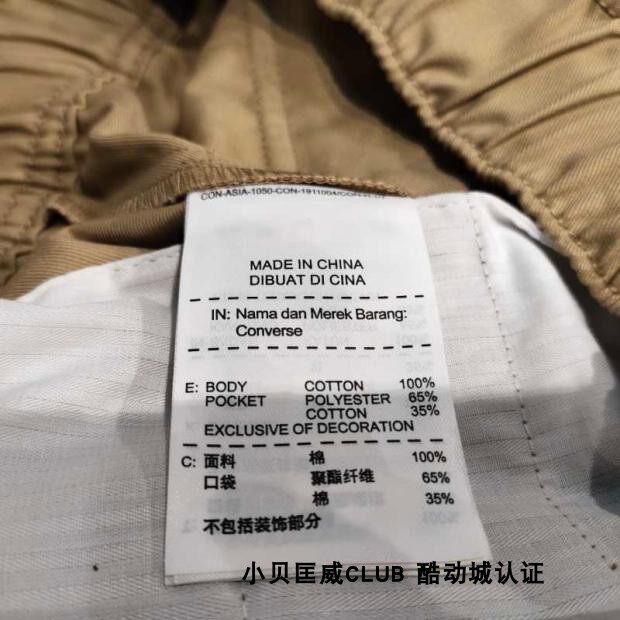 CON-ASIA-1050-CON-1911004/
MADE IN CHINA
DIBUAT DI CINA
IN: Nama dan Merek Barang:
Converse
E: BODY COTTON 100%
POCKET POLYESTER 65%
COTTON 35%
EXCLUSIVE OF DECORATION
C: 面料 棉 100%
口袋 聚酯纤维 65%
棉 35%
不包括装饰部分
小贝匡威CLUB 酷动城认证